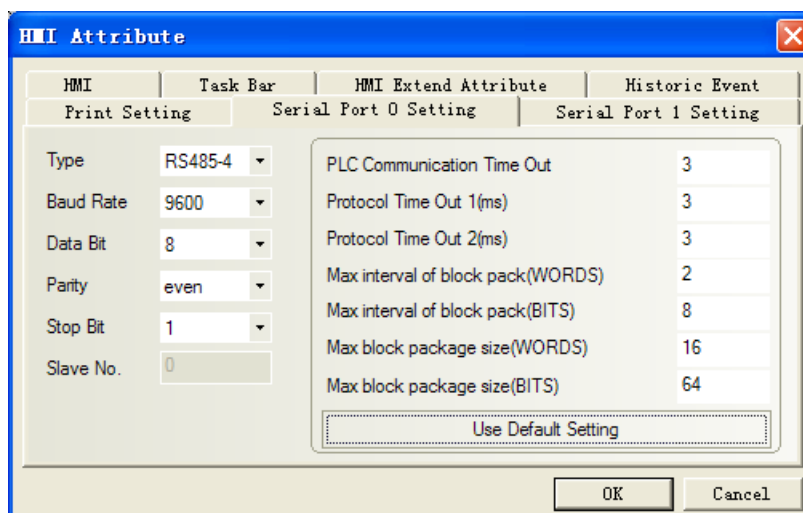 HMI Attribute
HMI Task Bar HMI Extend Attribute Historic Event
Print Setting Serial Port 0 Setting Serial Port 1 Setting
Type RS485-4
Baud Rate 9600
Data Bit 8
Parity even
Stop Bit 1
Slave No. 0
PLC Communication Time Out 3
Protocol Time Out 1(ms) 3
Protocol Time Out 2(ms) 3
Max interval of block pack(WORDS) 2
Max interval of block pack(BITS) 8
Max block package size(WORDS) 16
Max block package size(BITS) 64
Use Default Setting
OK Cancel